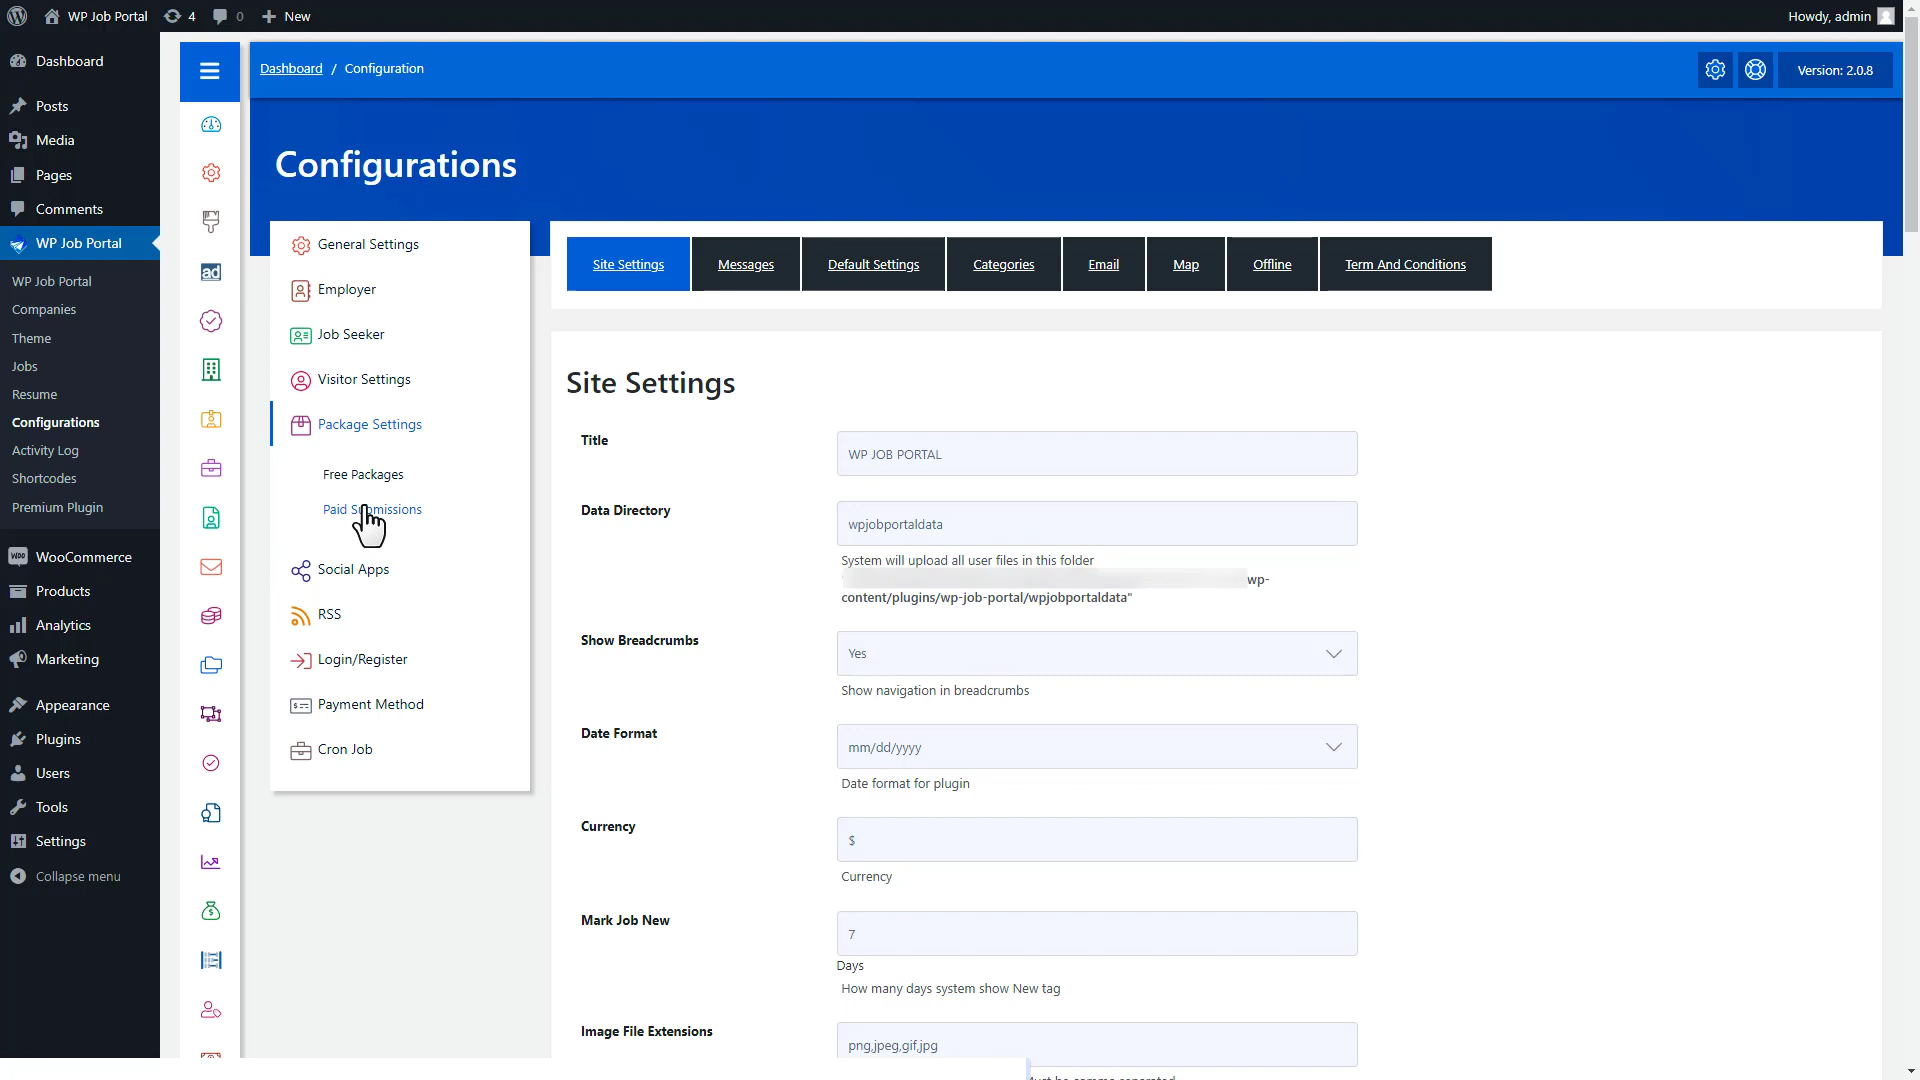 WP Job Portal
4
0
New
Howdy, admin
Dashboard
Posts
Media
Pages
Comments
WP Job Portal
WP Job Portal
Companies
Theme
Jobs
Resume
Configurations
Activity Log
Shortcodes
Premium Plugin
WooCommerce
Products
Analytics
Marketing
Appearance
Plugins
Users
Tools
Settings
Collapse menu
ad
Dashboard / Configuration
Version: 2.0.8
Configurations
General Settings
Employer
Job Seeker
Visitor Settings
Package Settings
Free Packages
Paid Submissions
Social Apps
RSS
Login/Register
Payment Method
Cron Job
Site Settings
Messages
Default Settings
Categories
Email
Map
Offline
Term And Conditions
Site Settings
Title
WP JOB PORTAL
Data Directory
wpjobportaldata
System will upload all user files in this folder
wp-
content/plugins/wp-job-portal/wpjobportaldata"
Show Breadcrumbs
Yes
Show navigation in breadcrumbs
Date Format
mm/dd/yyyy
Date format for plugin
Currency
$
Currency
Mark Job New
7
Days
How many days system show New tag
Image File Extensions
png,jpeg,gif,jpg
Must be comma separated